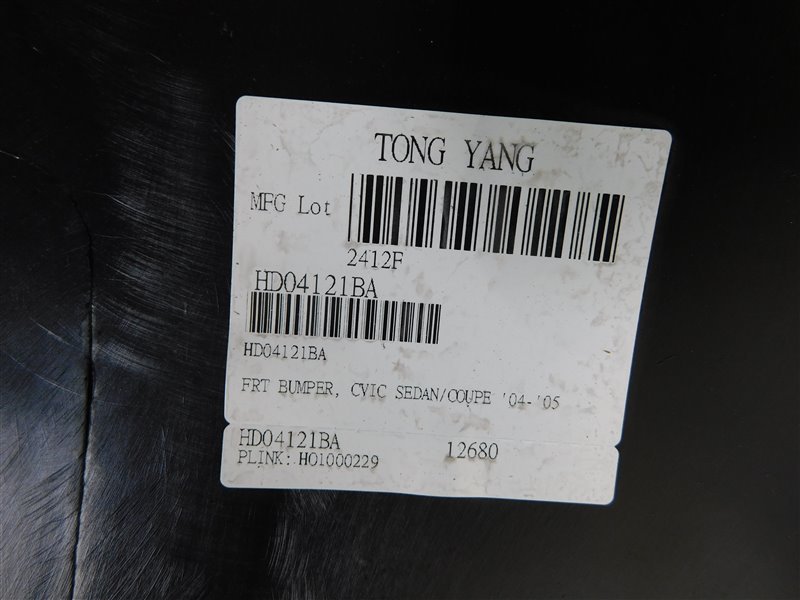 TONG YANG
MFG Lot
2412F
HD04121BA
HD04121BA
FRT BUMPER, CVIC SEDAN/COUPE '04-'05
HD04121BA 12680
PLINK: HO1000229